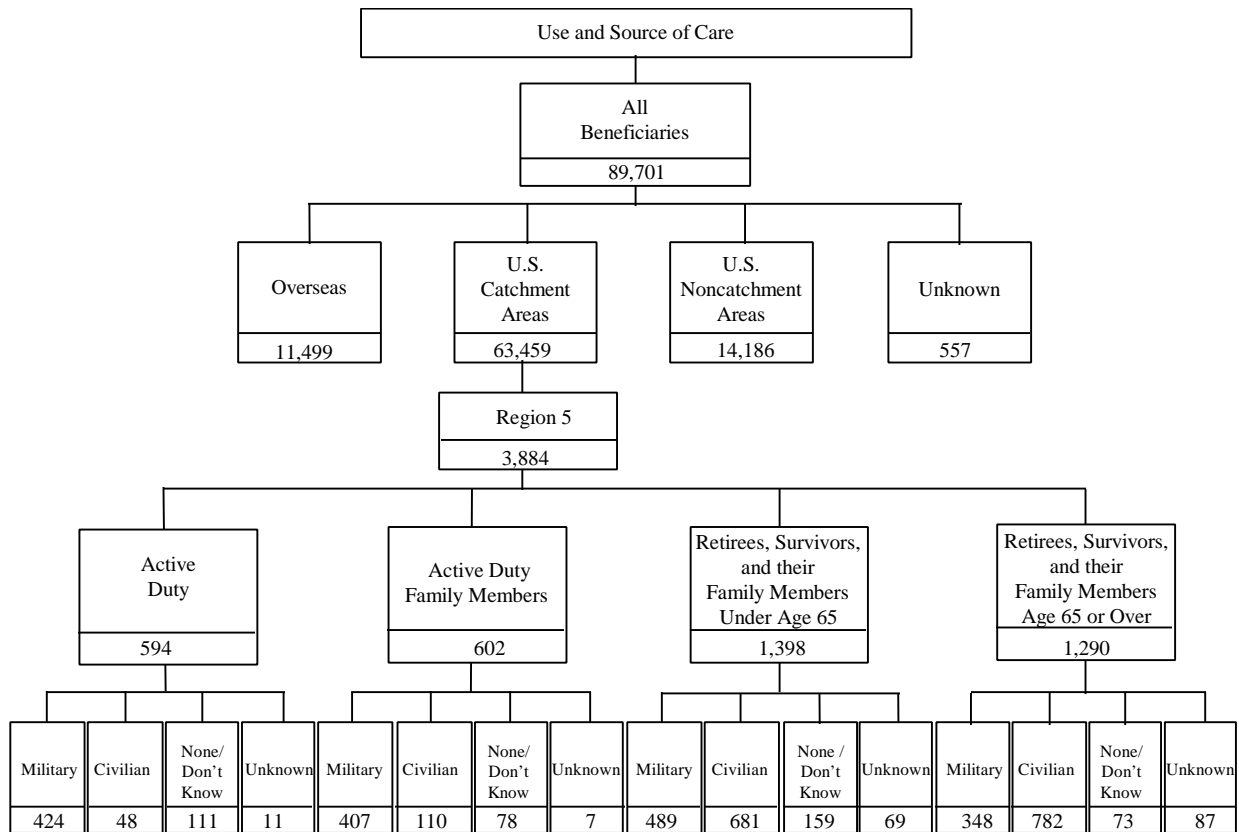 Use and Source of Care
All
Beneficiaries
89,701
Overseas
11,499
U.S.
Catchment
Areas
63,459
U.S.
Noncatchment
Areas
14,186
Unknown
557
Region 5
3,884
Active
Duty
594
Active Duty
Family Members
602
Retirees, Survivors,
and their
Family Members
Under Age 65
1,398
Retirees, Survivors,
and their
Family Members
Age 65 or Over
1,290
Military
424
Civilian
48
None/
Don't
Know
111
Unknown
11
Military
407
Civilian
110
None/
Don't
Know
78
Unknown
7
Military
489
Civilian
681
None /
Don't
Know
159
Unknown
69
Military
348
Civilian
782
None/
Don't
Know
73
Unknown
87